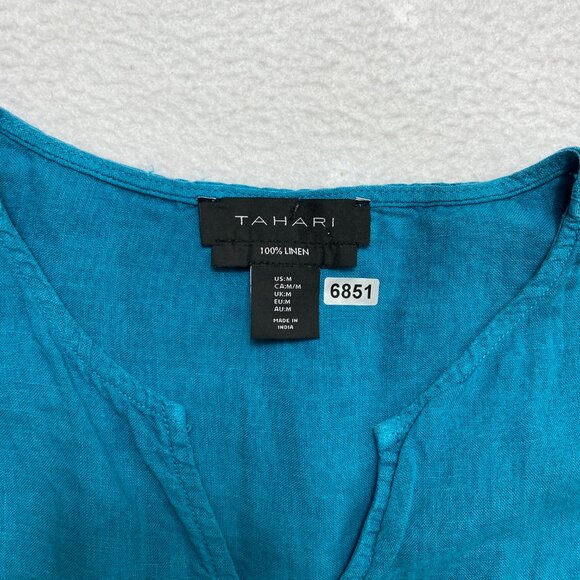 TAHARI
100% LINEN
US:M
CA:M/M
UK:M
EU:M
AU:M
MADE IN
INDIA
6851